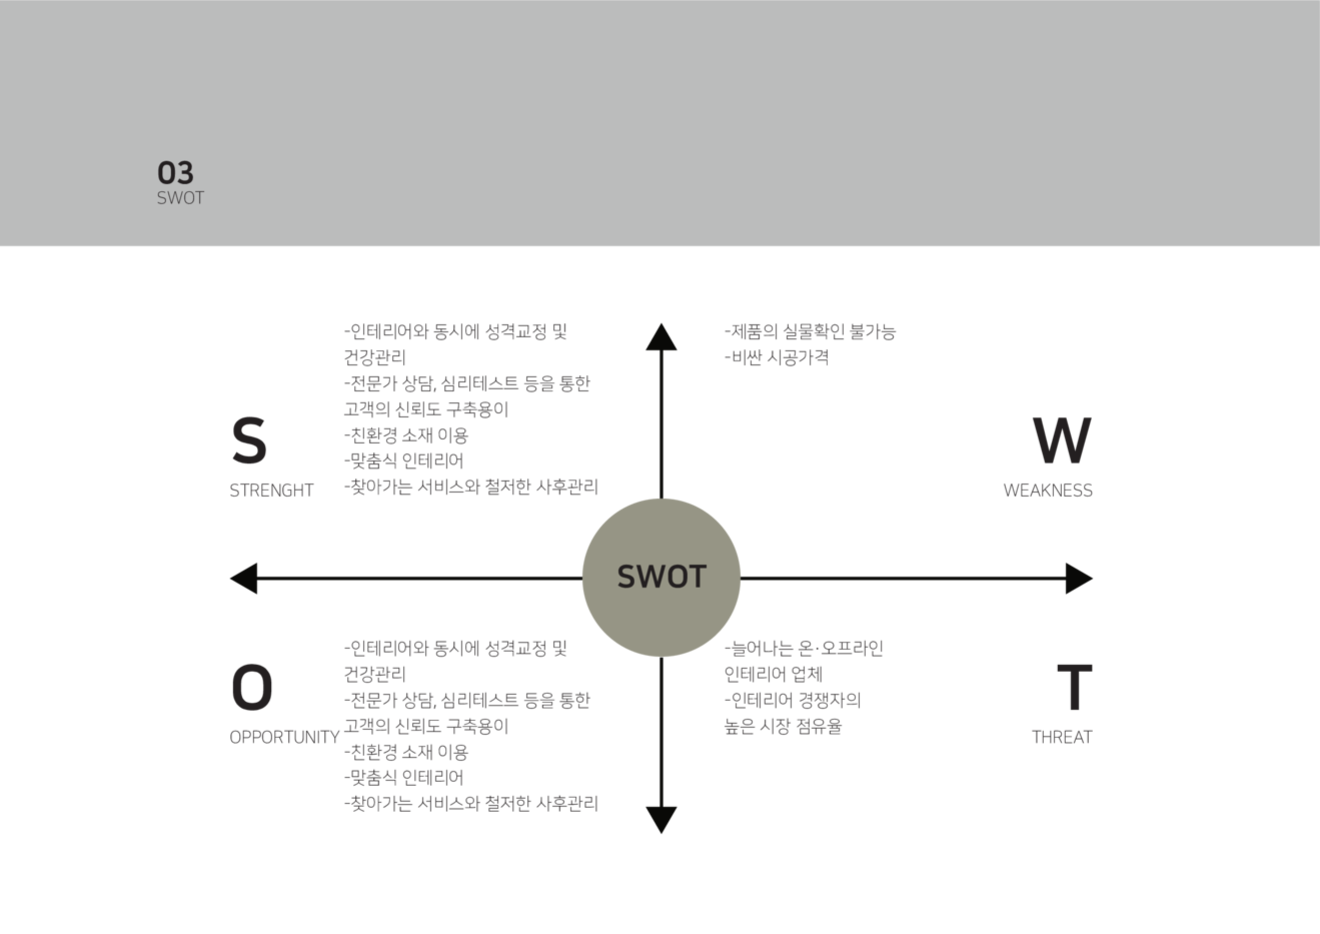 03
SWOT
-인테리어와 동시에 성격교정 및
건강관리
-전문가 상담, 심리테스트 등을 통한
고객의 신뢰도 구축용이
-친환경 소재 이용
-맞춤식 인테리어
-찾아가는 서비스와 철저한 사후관리
S
STRENGHT
-제품의 실물확인 불가능
-비싼 시공가격
W
WEAKNESS
SWOT
O
OPPORTUNITY
-인테리어와 동시에 성격교정 및
건강관리
-전문가 상담, 심리테스트 등을 통한
고객의 신뢰도 구축용이
-친환경 소재 이용
-맞춤식 인테리어
-찾아가는 서비스와 철저한 사후관리
-늘어나는 온·오프라인
인테리어 업체
-인테리어 경쟁자의
높은 시장 점유율
T
THREAT